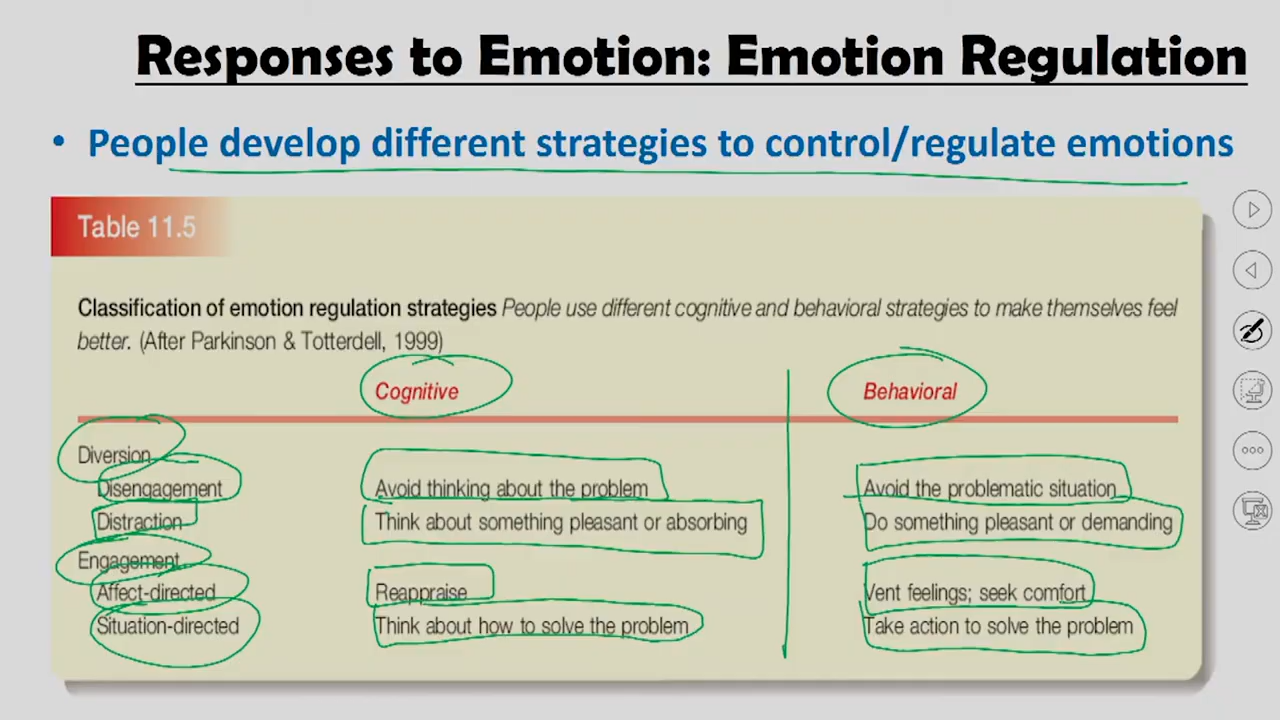 Responses to Emotion: Emotion Regulation
• People develop different strategies to control/regulate emotions
Table 11.5
Classification of emotion regulation strategies People use different cognitive and behavioral strategies to make themselves feel
better. (After Parkinson & Totterdell, 1999)
Cognitive Behavioral
Diversion
Disengagement Avoid thinking about the problem Avoid the problematic situation
Distraction Think about something pleasant or absorbing Do something pleasant or demanding
Engagement
Affect-directed Reappraise Vent feelings; seek comfort
Situation-directed Think about how to solve the problem Take action to solve the problem